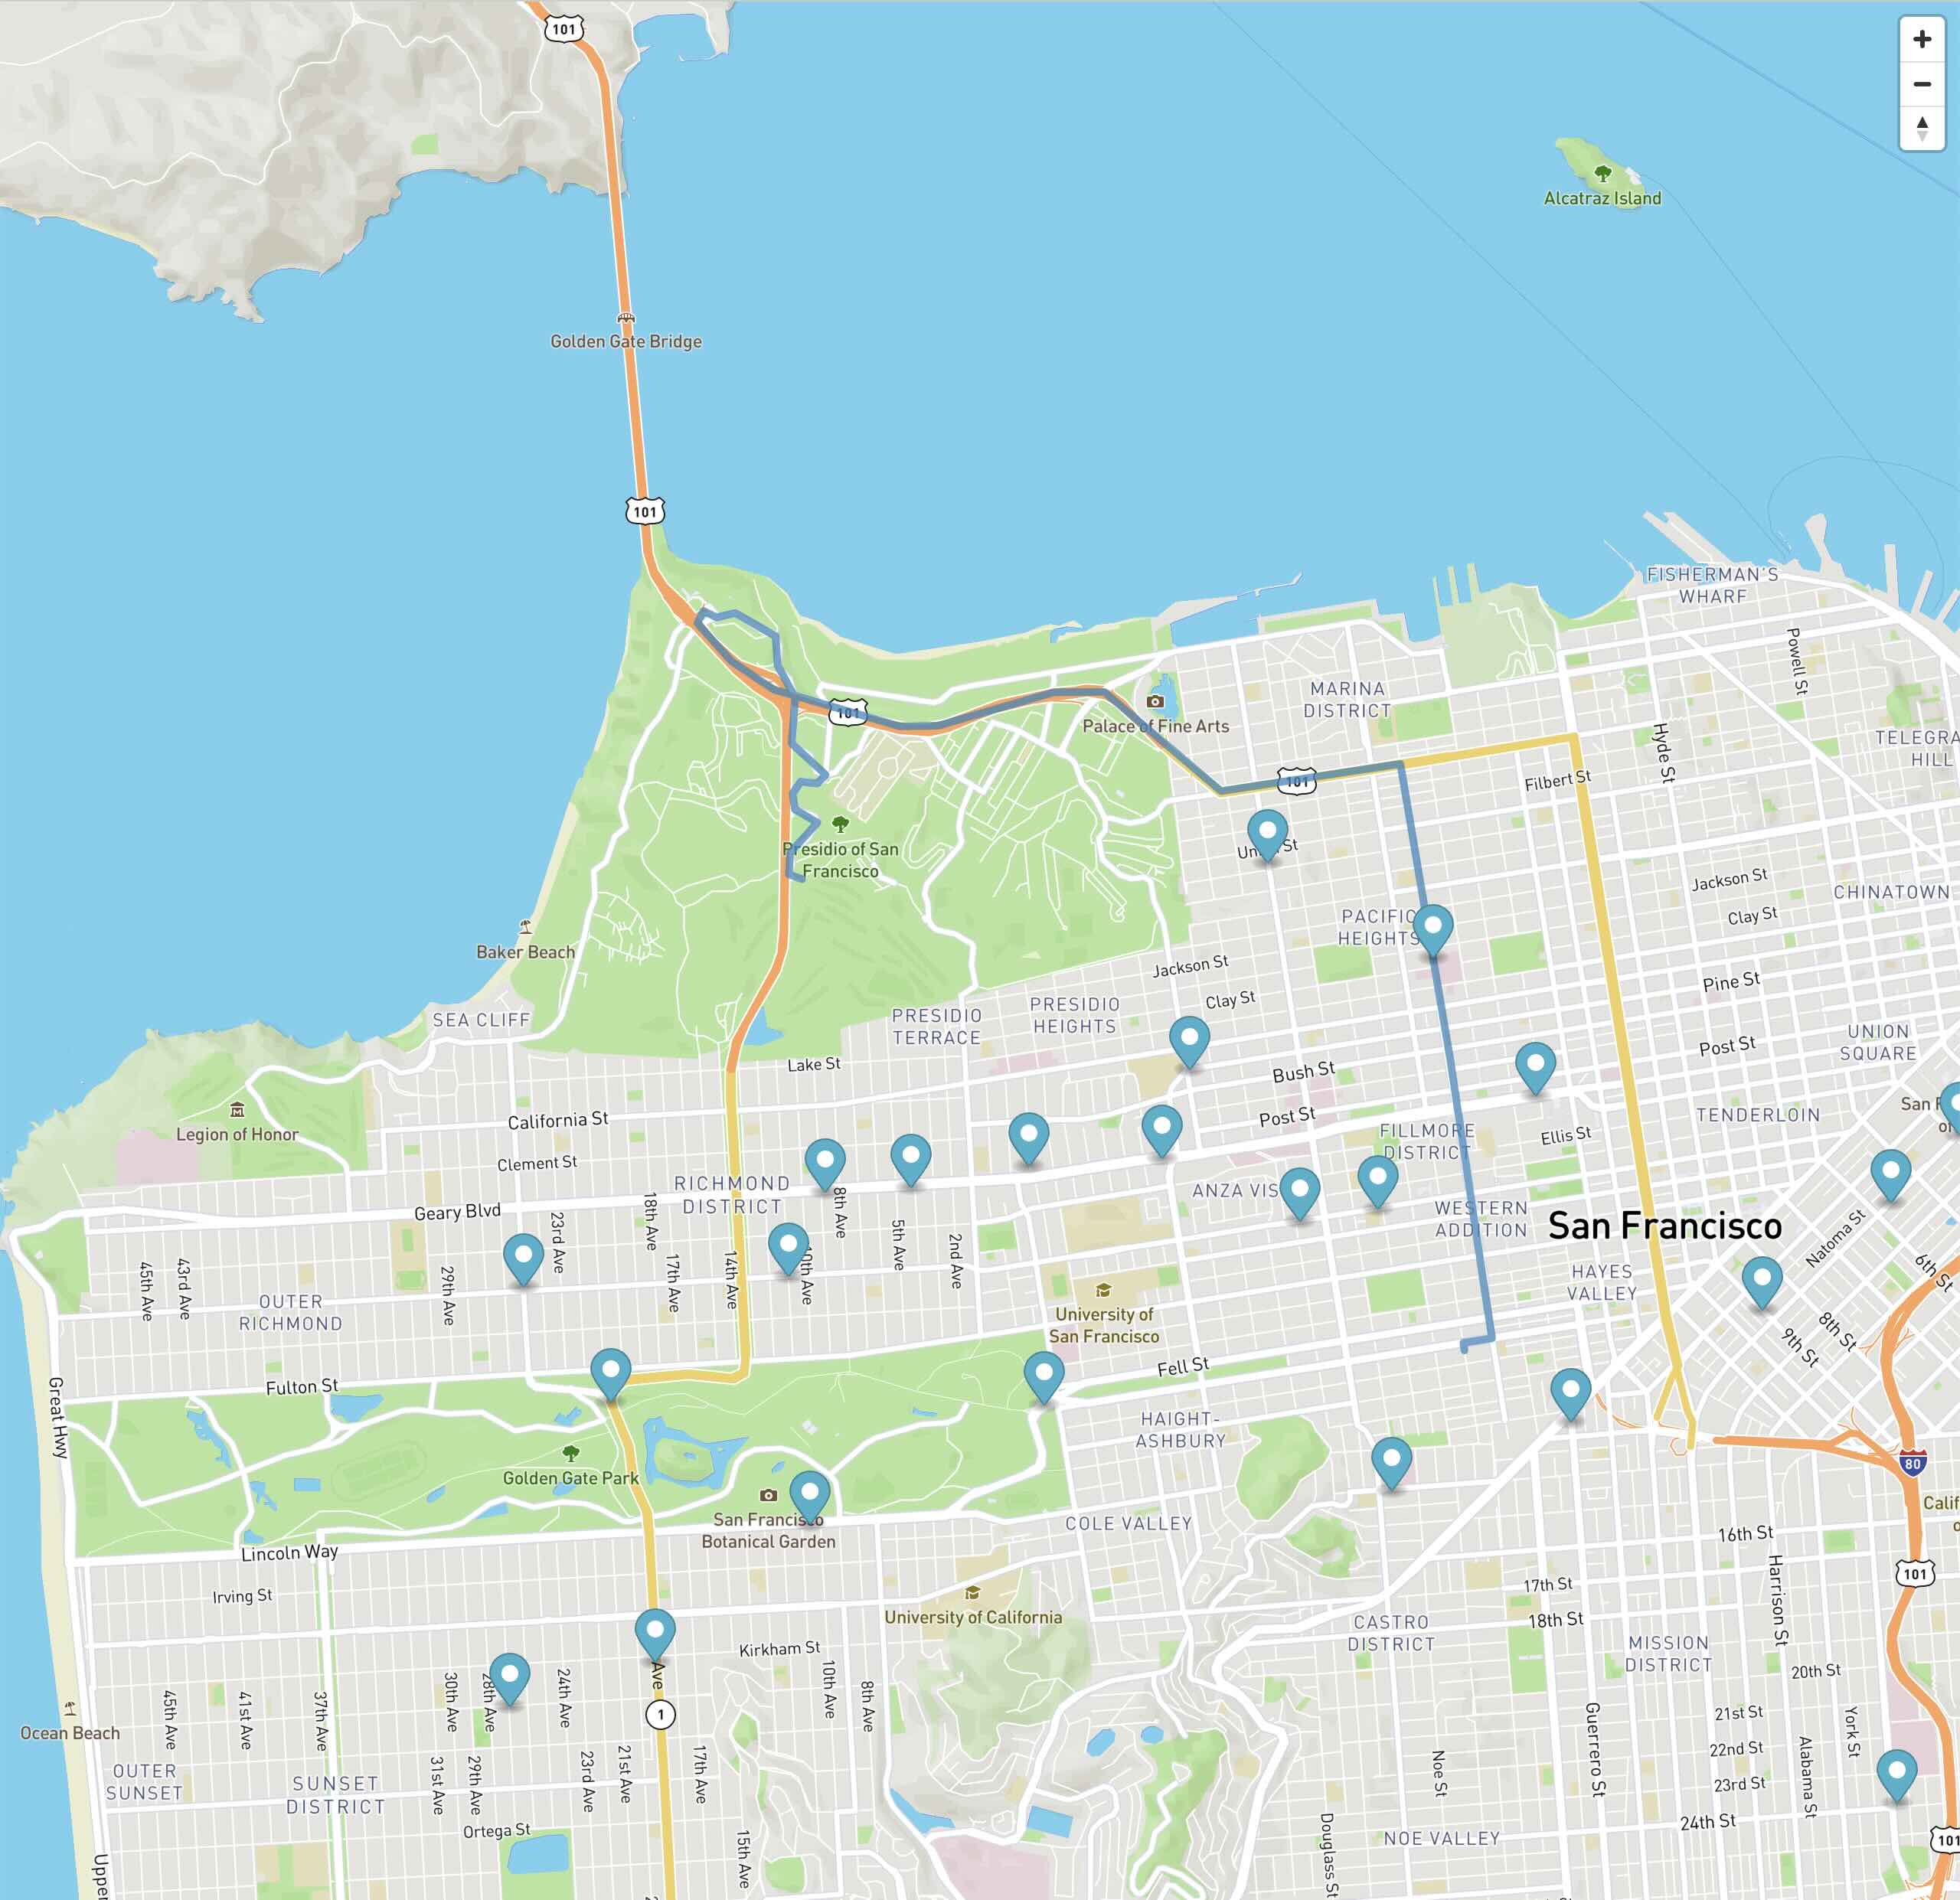 101
+
−
Alcatraz Island
Golden Gate Bridge
101
FISHERMAN'S
WHARF
Powell St
MARINA
DISTRICT
101
Palace of Fine Arts
Hyde St
TELEGRA
HILL
101
Filbert St
Presidio of San
Francisco
Jackson St
CHINATOWN
Clay St
PACIFIC
HEIGHTS
Baker Beach
Jackson St
Pine St
Clay St
SEA CLIFF
PRESIDIO
TERRACE
PRESIDIO
HEIGHTS
UNION
SQUARE
Post St
Lake St
Bush St
California St
Post St
TENDERLOIN
San F
Legion of Honor
FILLMORE
DISTRICT
Ellis St
Clement St
RICHMOND
DISTRICT
ANZA VIS
Geary Blvd
18th Ave
8th Ave
WESTERN
ADDITION
San Francisco
23rd Ave
5th Ave
2nd Ave
Natoma St
45th Ave
43rd Ave
29th Ave
17th Ave
14th Ave
10th Ave
6th St
HAYES
VALLEY
OUTER
RICHMOND
University of
San Francisco
8th St
9th St
Fell St
Fulton St
Great Hwy
HAIGHT-
ASHBURY
80
Golden Gate Park
San Francisco
Botanical Garden
Calif
COLE VALLEY
16th St
Lincoln Way
101
Irving St
17th St
University of California
18th St
Harrison St
CASTRO
DISTRICT
Kirkham St
MISSION
DISTRICT
20th St
Ave
10th Ave
8th Ave
30th Ave
28th Ave
24th Ave
45th Ave
41st Ave
37th Ave
1
Ocean Beach
21st St
Guerrero St
York St
22nd St
31st Ave
29th Ave
23rd Ave
21st Ave
17th Ave
Noe St
Alabama St
OUTER
SUNSET
SUNSET
DISTRICT
23rd St
24th St
Ortega St
15th Ave
Douglass St
NOE VALLEY
101
Upper